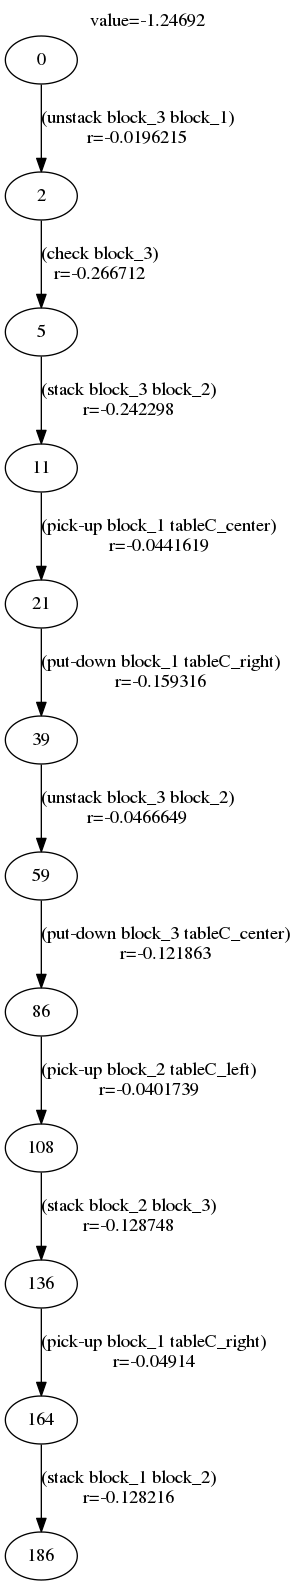 value=-1.24692
0
(unstack block_3 block_1)
r=-0.0196215
2
(check block_3)
r=-0.266712
5
(stack block_3 block_2)
r=-0.242298
11
(pick-up block_1 tableC_center)
r=-0.0441619
21
(put-down block_1 tableC_right)
r=-0.159316
39
(unstack block_3 block_2)
r=-0.0466649
59
(put-down block_3 tableC_center)
r=-0.121863
86
(pick-up block_2 tableC_left)
r=-0.0401739
108
(stack block_2 block_3)
r=-0.128748
136
(pick-up block_1 tableC_right)
r=-0.04914
164
(stack block_1 block_2)
r=-0.128216
186